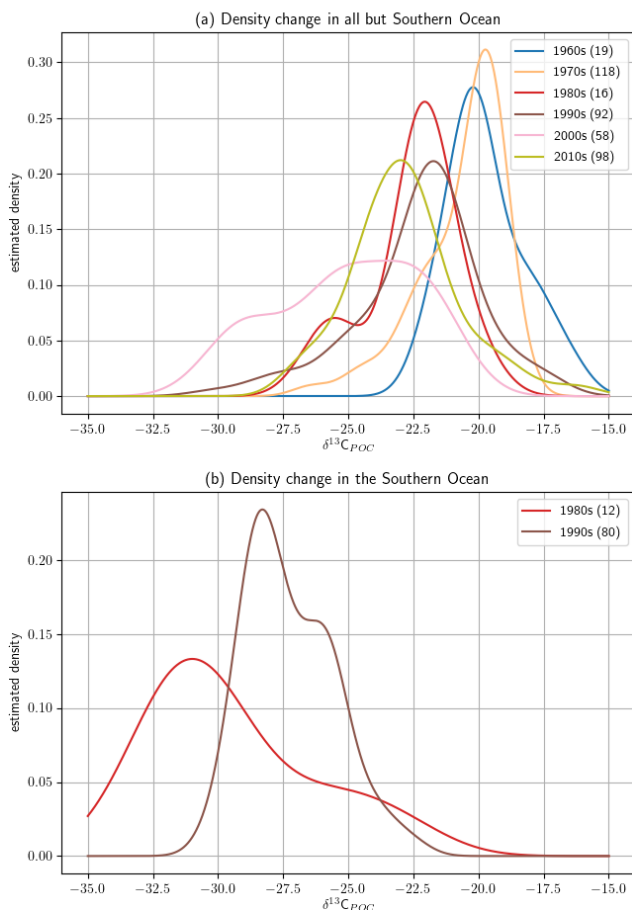 (a) Density change in all but Southern Ocean
estimated density
0.30
0.25
0.20
0.15
0.10
0.05
0.00
1960s (19)
1970s (118)
1980s (16)
1990s (92)
2000s (58)
2010s (98)
−35.0 −32.5 −30.0 −27.5 −25.0 −22.5 −20.0 −17.5 −15.0
δ¹³C_POC
(b) Density change in the Southern Ocean
estimated density
0.20
0.15
0.10
0.05
0.00
1980s (12)
1990s (80)
−35.0 −32.5 −30.0 −27.5 −25.0 −22.5 −20.0 −17.5 −15.0
δ¹³C_POC